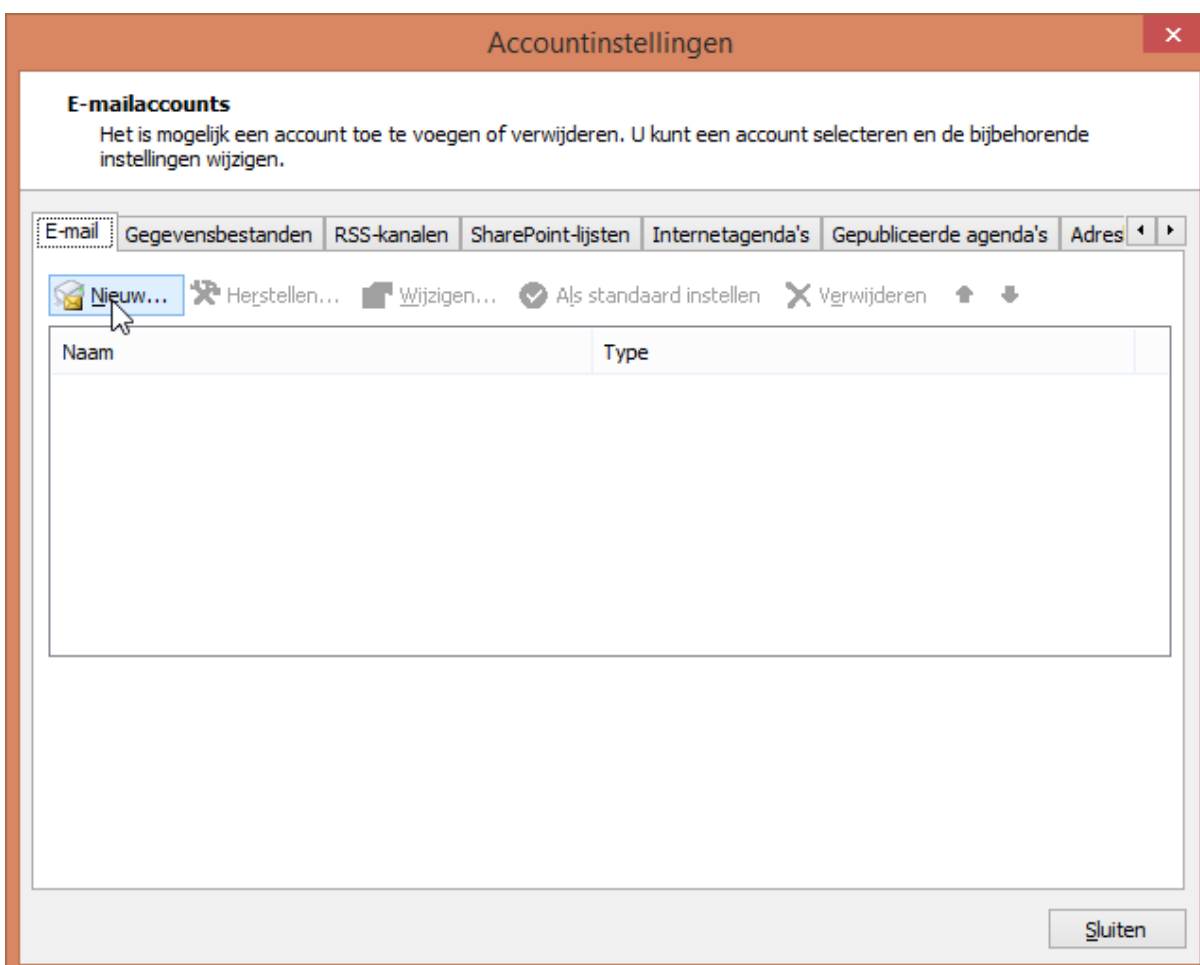 Accountinstellingen
E-mailaccounts
Het is mogelijk een account toe te voegen of verwijderen. U kunt een account selecteren en de bijbehorende
instellingen wijzigen.
E-mail Gegevensbestanden RSS-kanalen SharePoint-lijsten Internetagenda's Gepubliceerde agenda's Adres
Nieuw... Herstellen... Wijzigen... Als standaard instellen Verwijderen
Naam Type
Sluiten